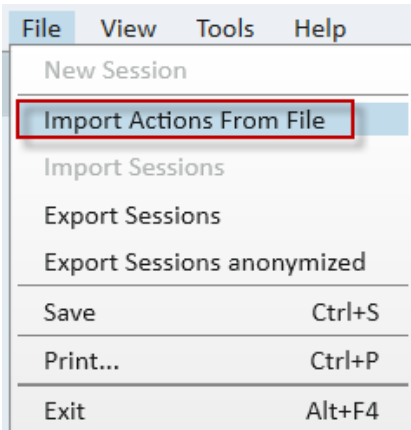 File View Tools Help
New Session
Import Actions From File
Import Sessions
Export Sessions
Export Sessions anonymized
Save Ctrl+S
Print... Ctrl+P
Exit Alt+F4